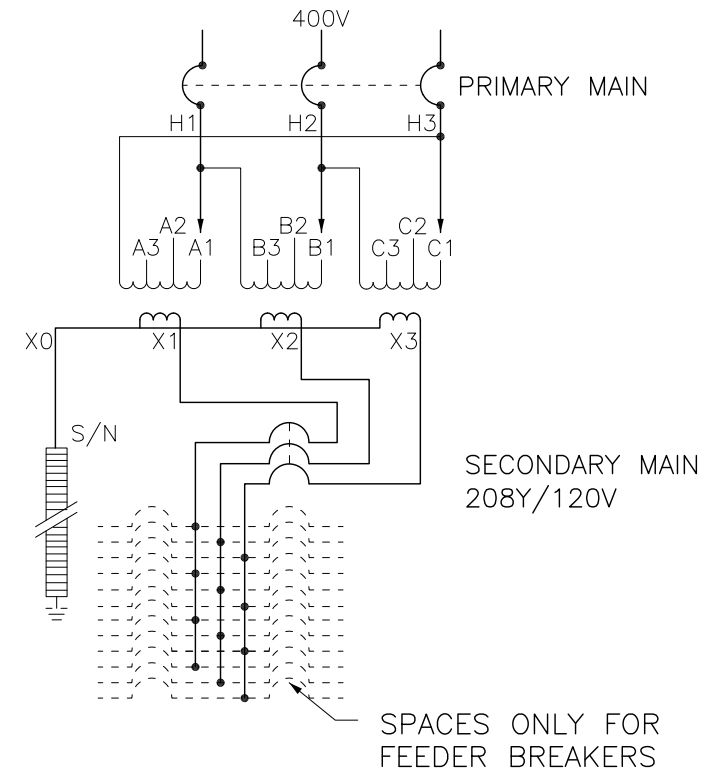 400V
PRIMARY MAIN
H1 H2 H3
A2 B2 C2
A3 A1 B3 B1 C3 C1
X0 X1 X2 X3
S/N
SECONDARY MAIN
208Y/120V
SPACES ONLY FOR
FEEDER BREAKERS